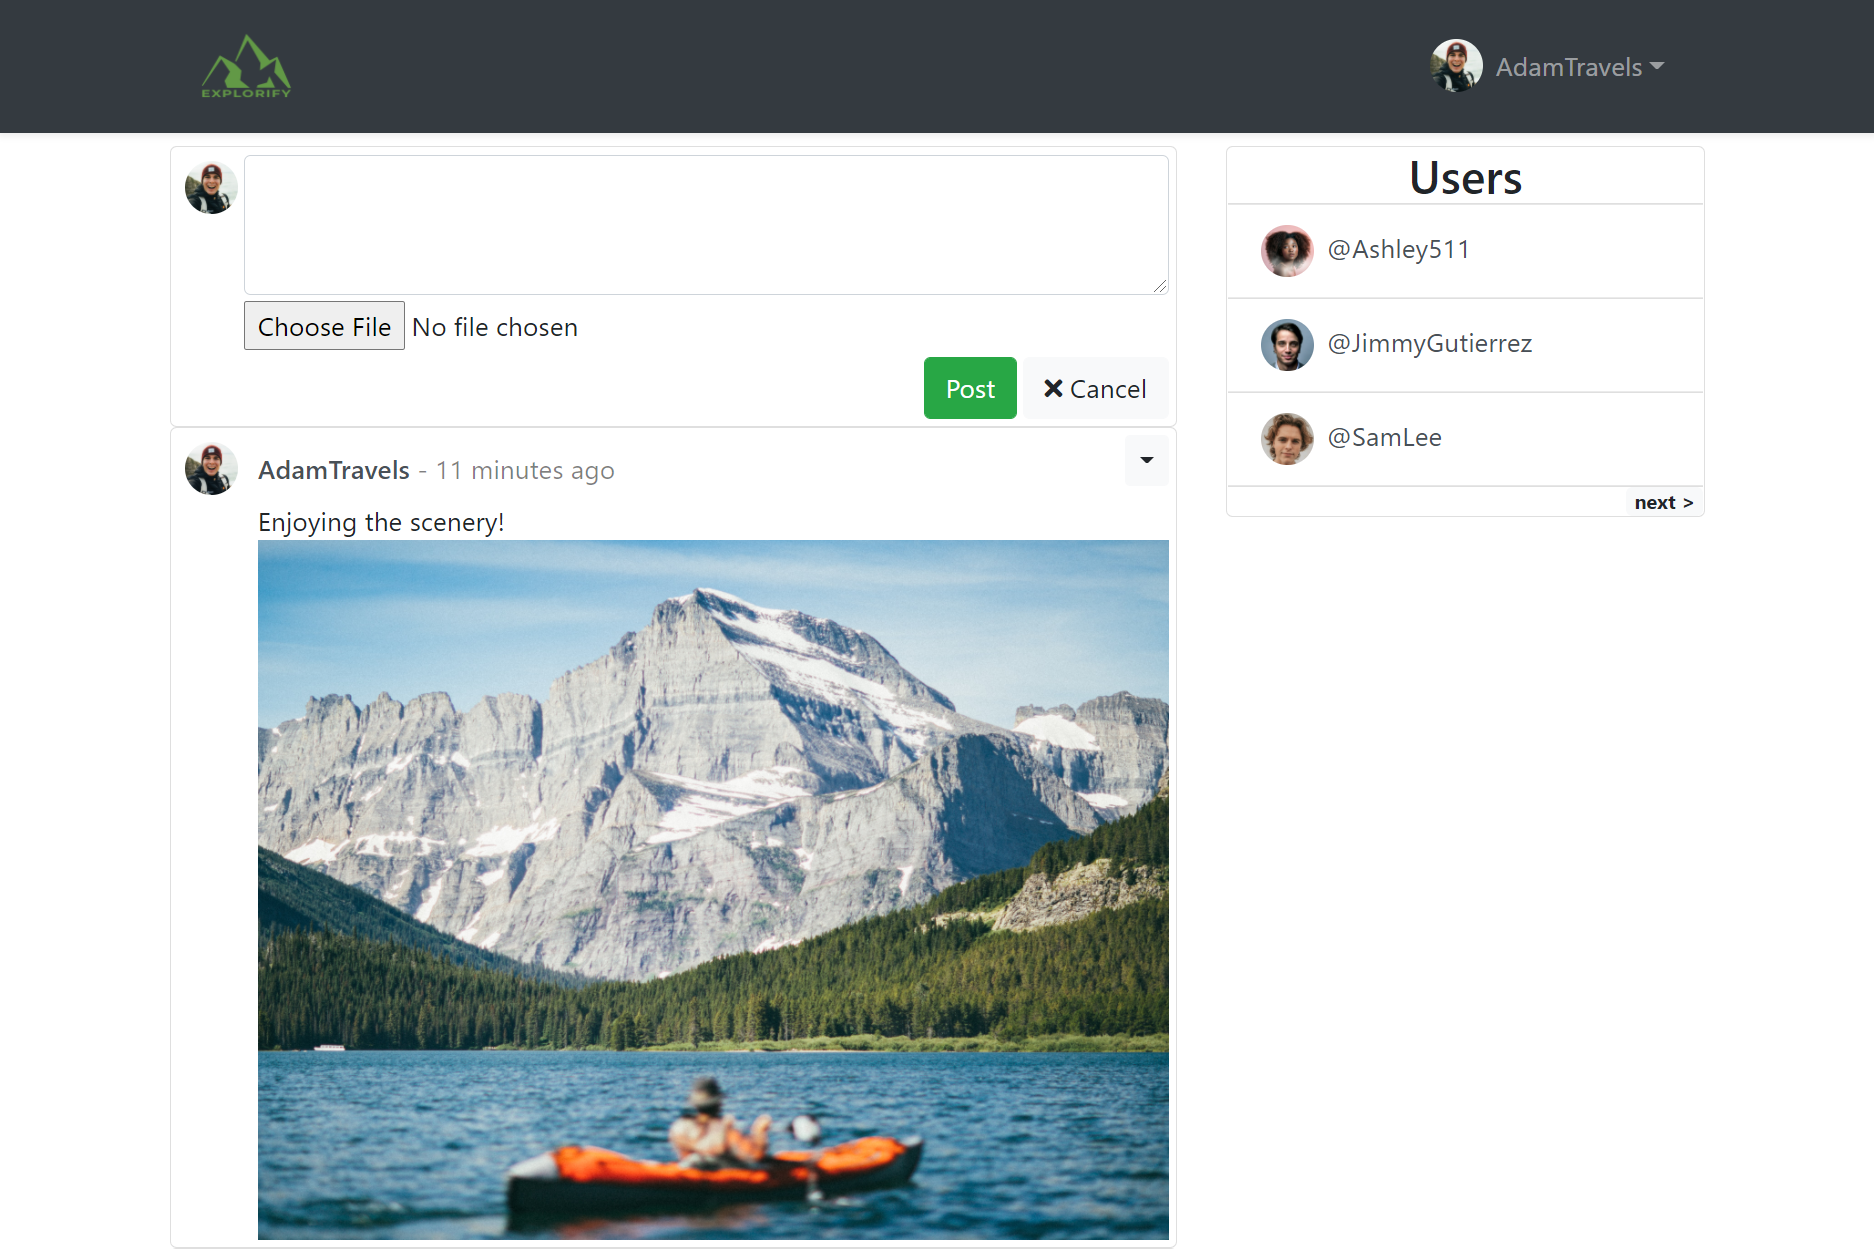 EXPLORIFY
AdamTravels
Choose File No file chosen
Post Cancel
AdamTravels - 11 minutes ago
Enjoying the scenery!
Users
@Ashley511
@JimmyGutierrez
@SamLee
next >